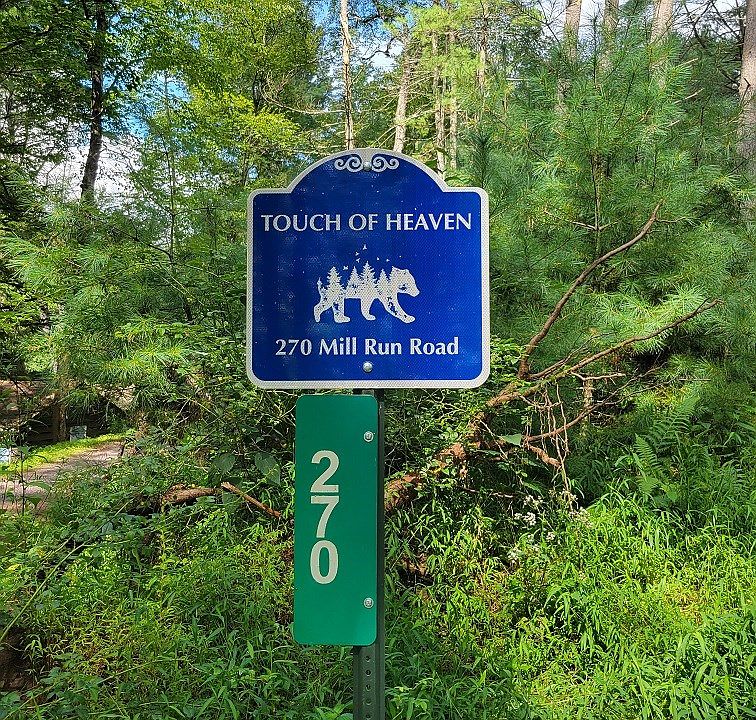 TOUCH OF HEAVEN
270 Mill Run Road
270